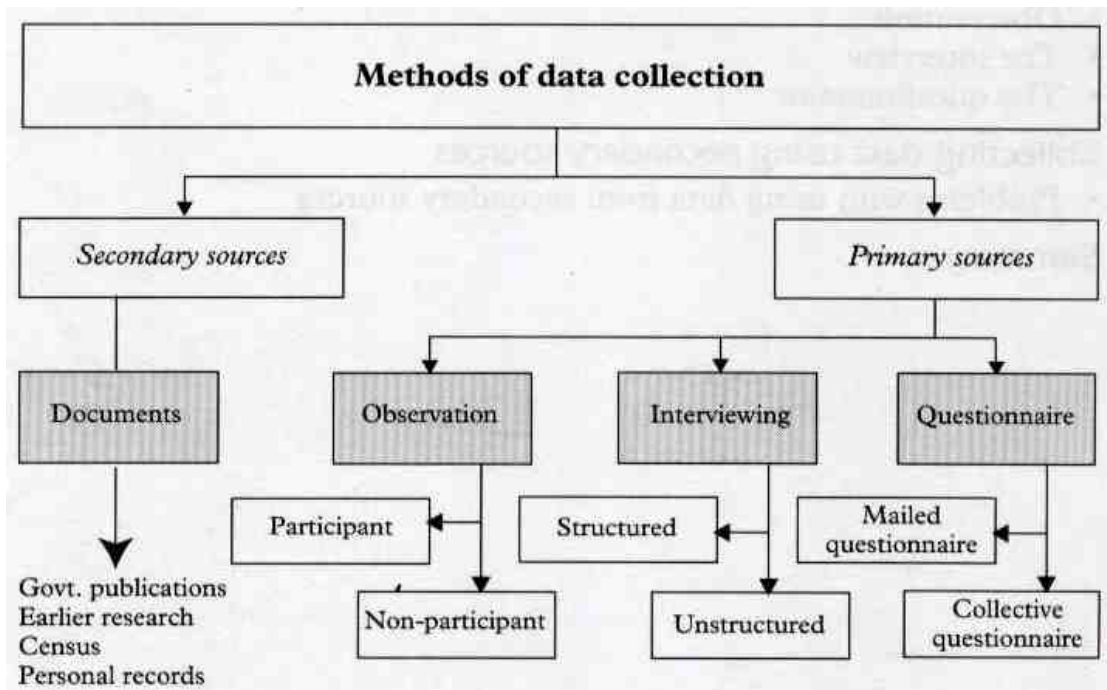 Methods of data collection
Secondary sources
Primary sources
Documents
Observation
Interviewing
Questionnaire
Participant
Structured
Mailed
questionnaire
Non-participant
Unstructured
Collective
questionnaire
Govt. publications
Earlier research
Census
Personal records